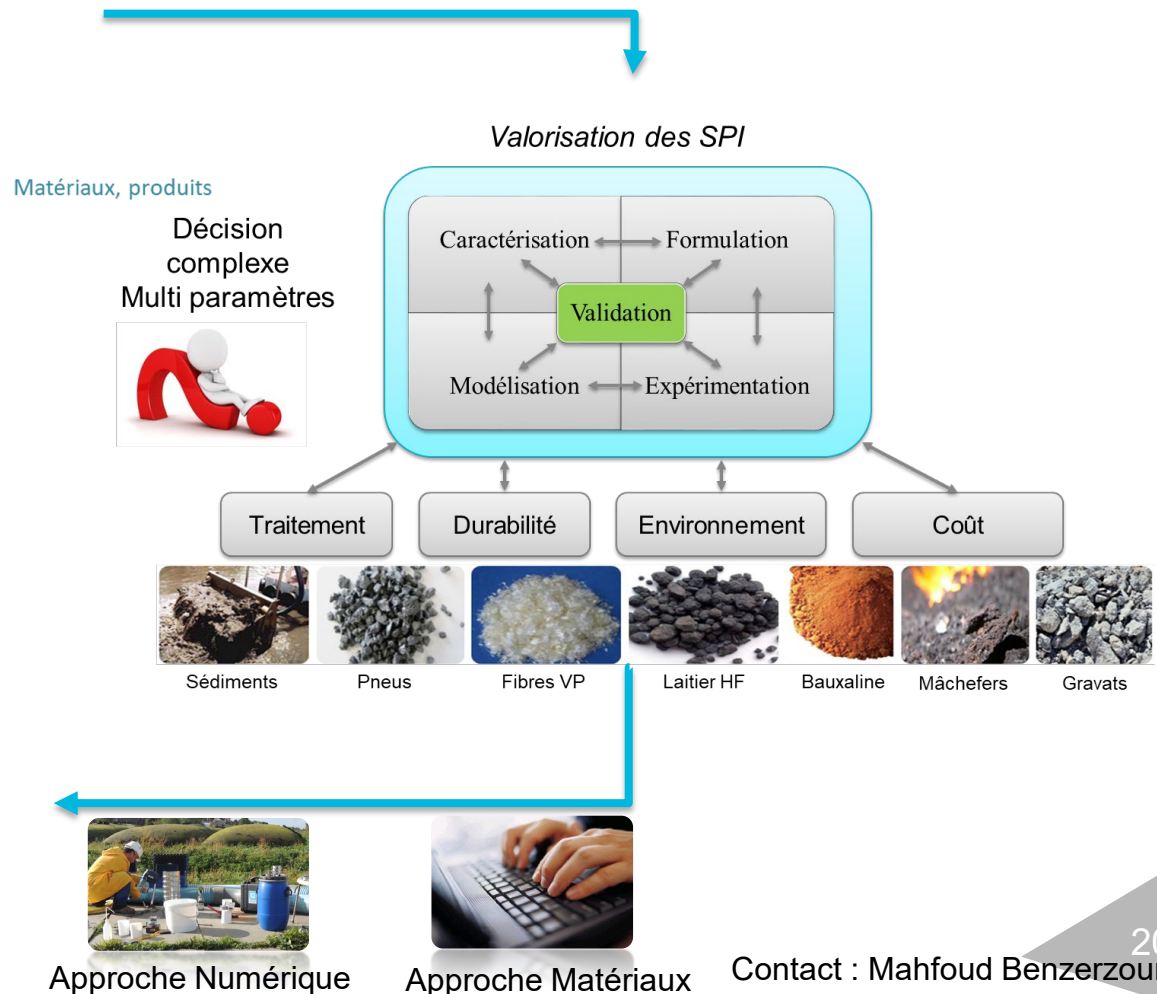 Valorisation des SPI
Matériaux, produits
Décision
complexe
Multi paramètres
Caractérisation
Formulation
Validation
Modélisation
Expérimentation
Traitement
Durabilité
Environnement
Coût
Sédiments
Pneus
Fibres VP
Laitier HF
Bauxaline
Mâchefers
Gravats
Approche Numérique
Approche Matériaux
Contact : Mahfoud